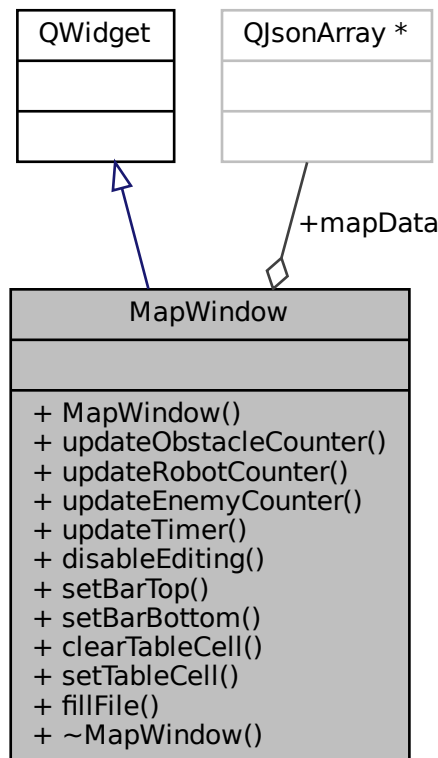 QWidget
QJsonArray *
+mapData
MapWindow
+ MapWindow()
+ updateObstacleCounter()
+ updateRobotCounter()
+ updateEnemyCounter()
+ updateTimer()
+ disableEditing()
+ setBarTop()
+ setBarBottom()
+ clearTableCell()
+ setTableCell()
+ fillFile()
+ ~MapWindow()